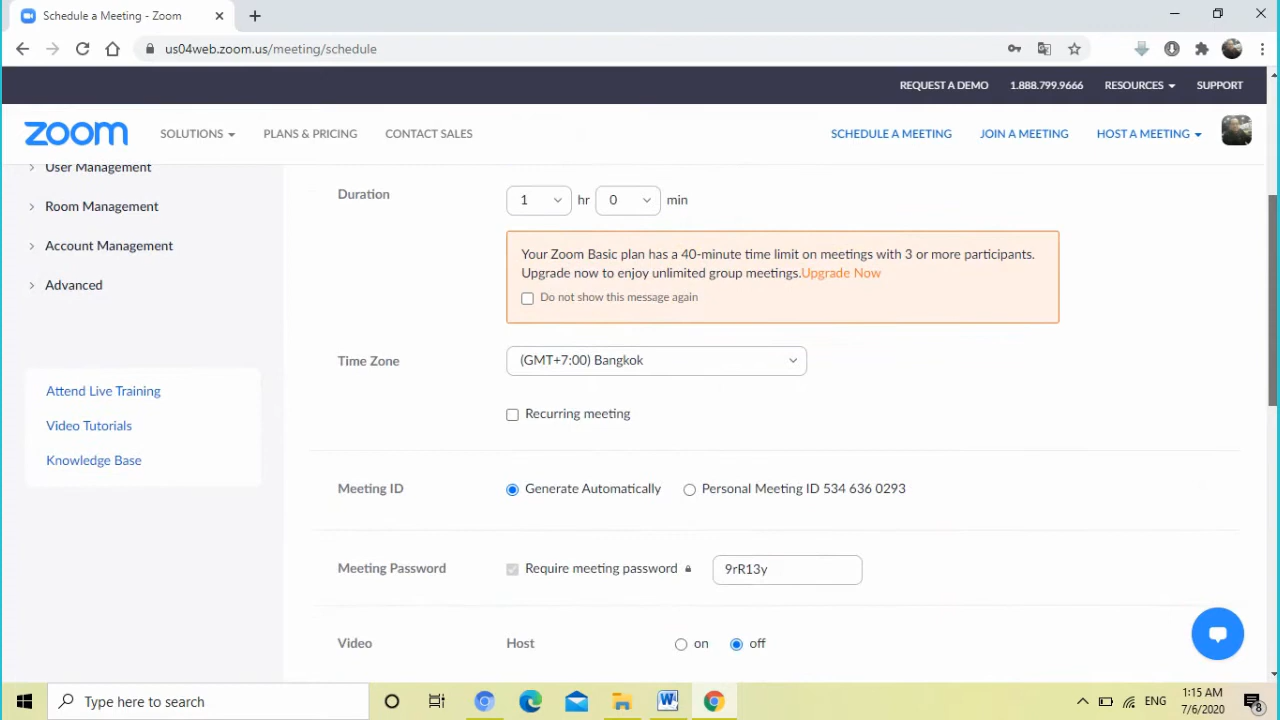 Schedule a Meeting - Zoom
us04web.zoom.us/meeting/schedule
REQUEST A DEMO 1.888.799.9666 RESOURCES SUPPORT
zoom SOLUTIONS PLANS & PRICING CONTACT SALES SCHEDULE A MEETING JOIN A MEETING HOST A MEETING
User Management
Room Management
Account Management
Advanced
Attend Live Training
Video Tutorials
Knowledge Base
Duration 1 hr 0 min
Your Zoom Basic plan has a 40-minute time limit on meetings with 3 or more participants.
Upgrade now to enjoy unlimited group meetings.Upgrade Now
Do not show this message again
Time Zone (GMT+7:00) Bangkok
Recurring meeting
Meeting ID Generate Automatically Personal Meeting ID 534 636 0293
Meeting Password Require meeting password 9rR13y
Video Host on off
Type here to search
W
ENG
1:15 AM
7/6/2020
8